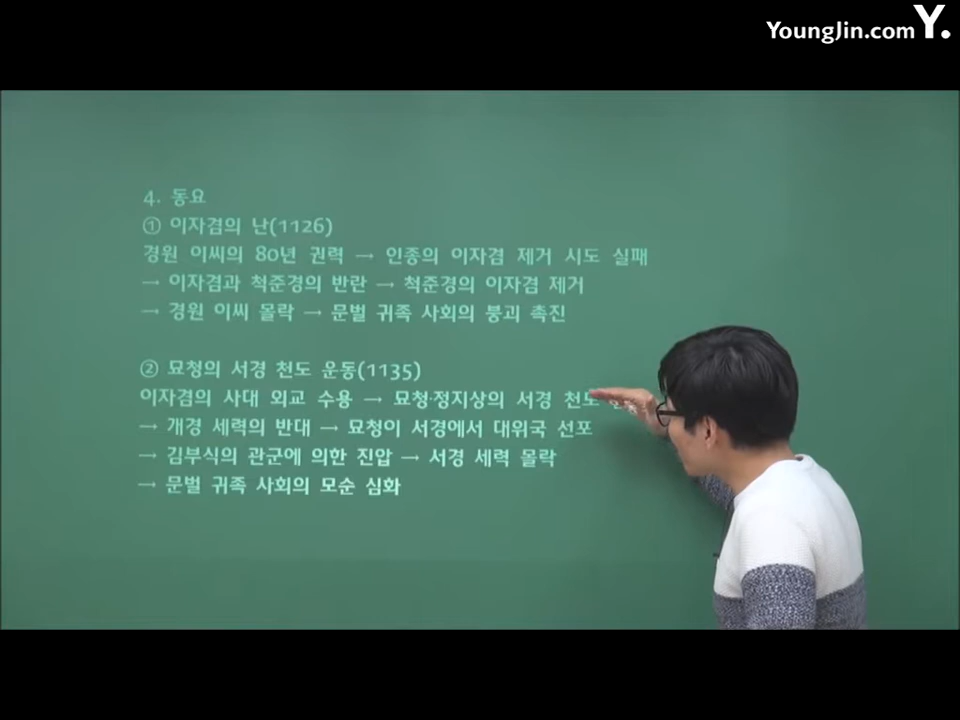 YoungJin.com Y.
4. 동요
① 이자겸의 난(1126)
경원 이씨의 80년 권력 → 인종의 이자겸 제거 시도 실패
→ 이자겸과 척준경의 반란 → 척준경의 이자겸 제거
→ 경원 이씨 몰락 → 문벌 귀족 사회의 붕괴 촉진
② 묘청의 서경 천도 운동(1135)
이자겸의 사대 외교 수용 → 묘청·정지상의 서경 천도
→ 개경 세력의 반대 → 묘청이 서경에서 대위국 선포
→ 김부식의 관군에 의한 진압 → 서경 세력 몰락
→ 문벌 귀족 사회의 모순 심화